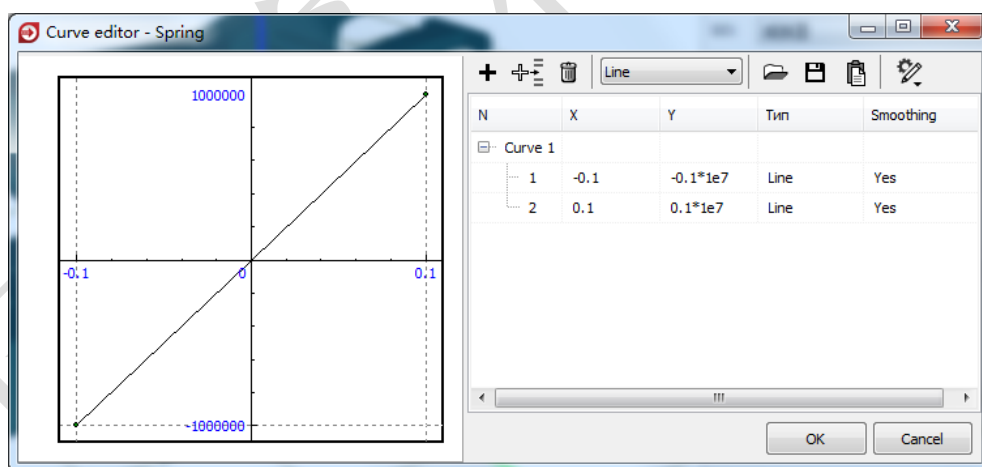 Curve editor - Spring
1000000
-0.1
0
0.1
-1000000
Line
N X Y Тип Smoothing
Curve 1
1 -0.1 -0.1*1e7 Line Yes
2 0.1 0.1*1e7 Line Yes
OK Cancel